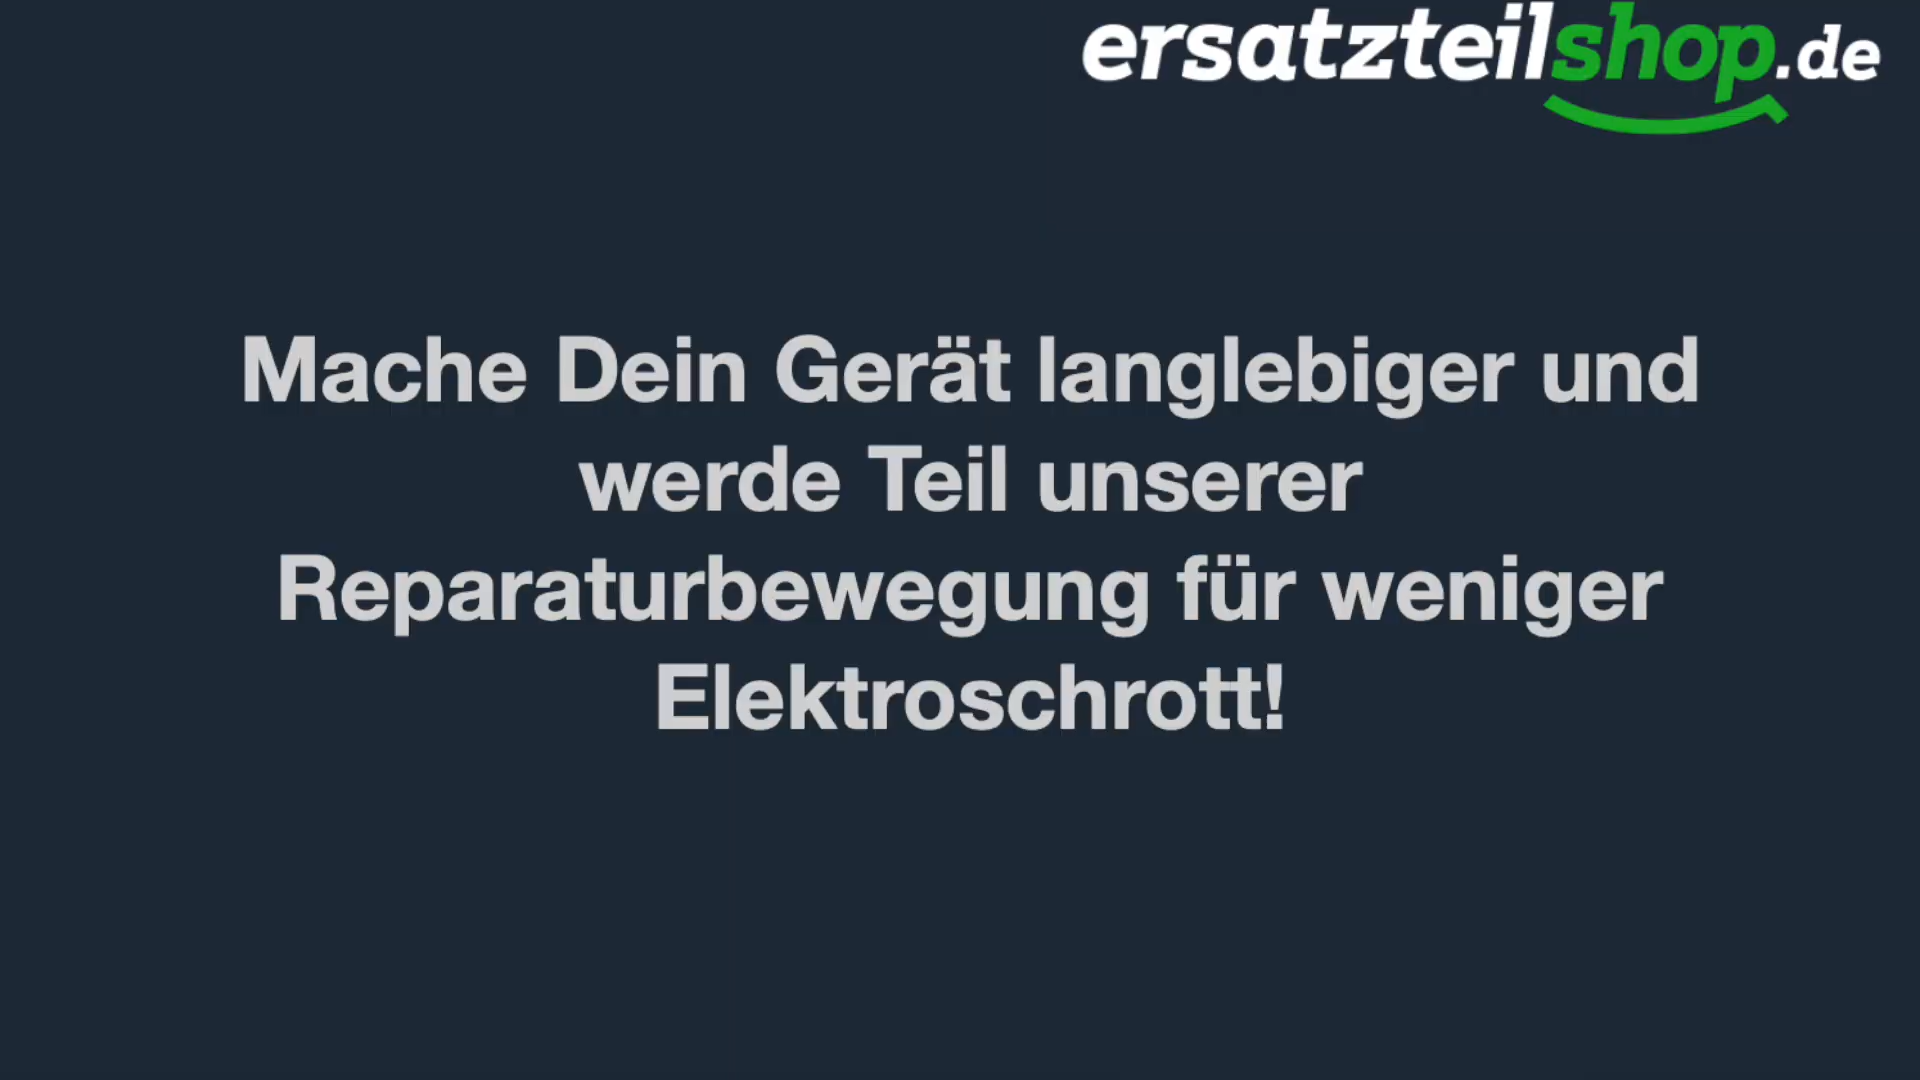 ersatzteilshop.de
Mache Dein Gerät langlebiger und
werde Teil unserer
Reparaturbewegung für weniger
Elektroschrott!